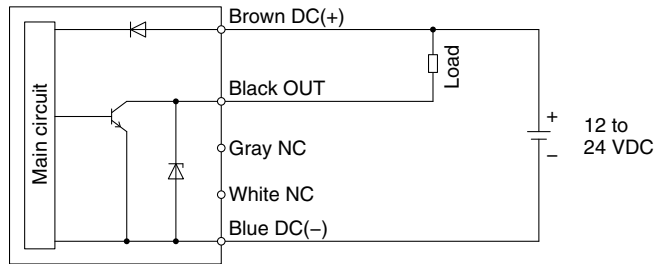 Brown DC(+)
Main circuit
Black OUT
Load
Gray NC
White NC
Blue DC(−)
+
−
12 to
24 VDC